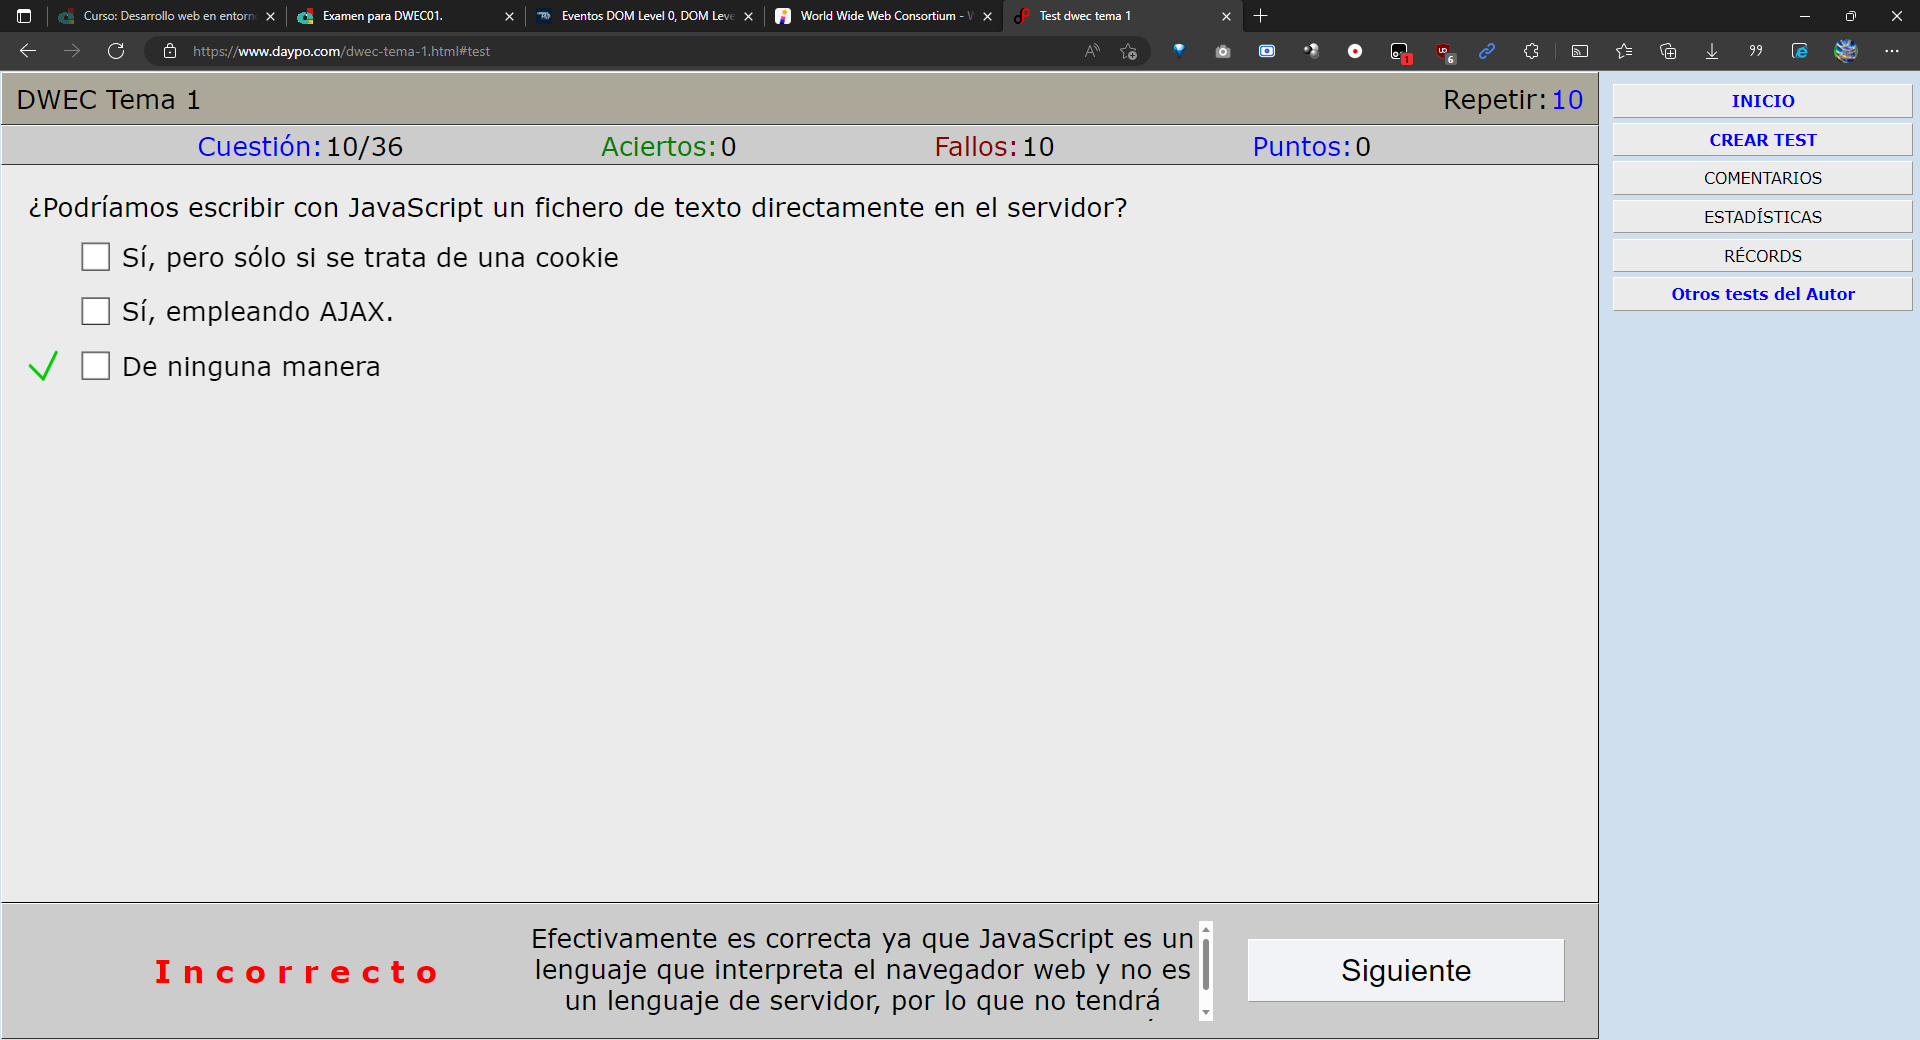 Curso: Desarrollo web en entorn
Examen para DWEC01.
Eventos DOM Level 0, DOM Leve
World Wide Web Consortium - W
Test dwec tema 1
https://www.daypo.com/dwec-tema-1.html#test
1
6
DWEC Tema 1
Repetir: 10
Cuestión: 10/36
Aciertos: 0
Fallos: 10
Puntos: 0
¿Podríamos escribir con JavaScript un fichero de texto directamente en el servidor?
Sí, pero sólo si se trata de una cookie
Sí, empleando AJAX.
De ninguna manera
INICIO
CREAR TEST
COMENTARIOS
ESTADÍSTICAS
RÉCORDS
Otros tests del Autor
Incorrecto
Efectivamente es correcta ya que JavaScript es un
lenguaje que interpreta el navegador web y no es
un lenguaje de servidor, por lo que no tendrá
Siguiente